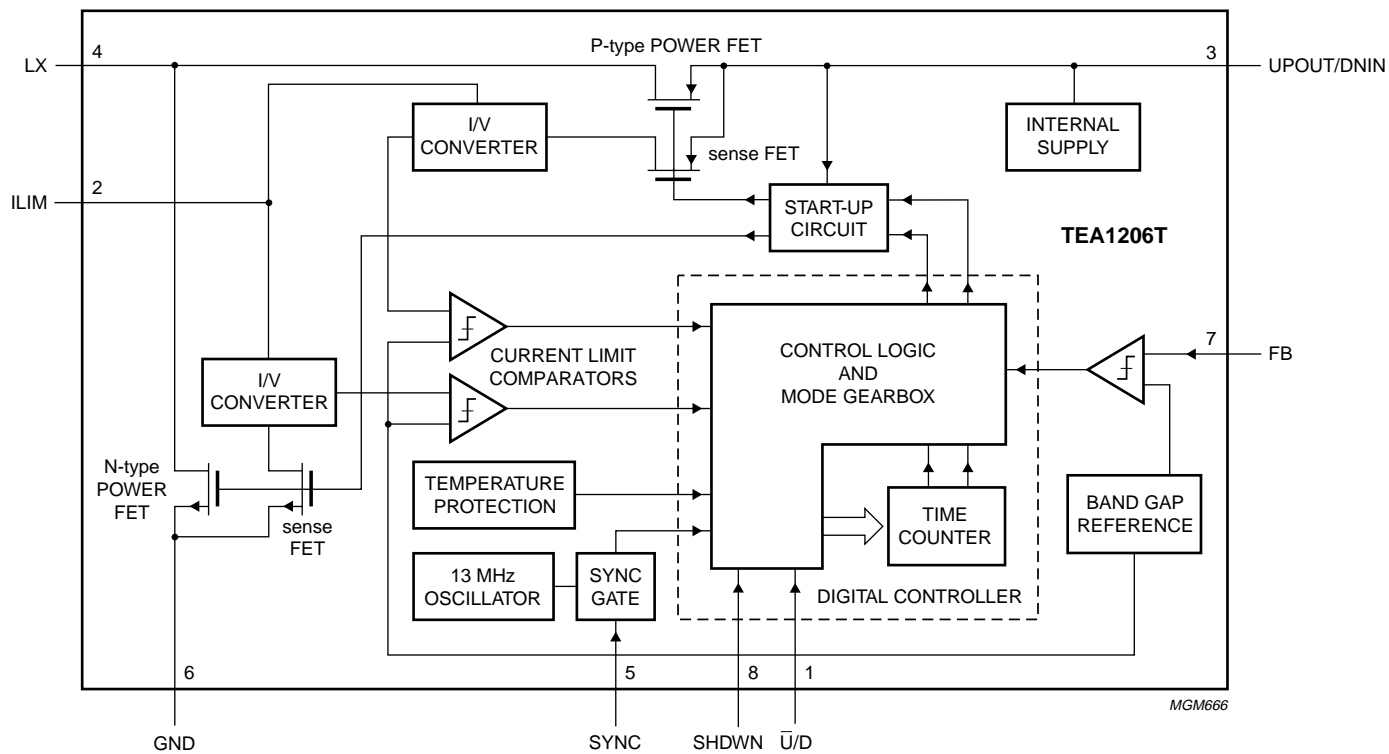 P-type POWER FET
4
3
LX
UPOUT/DNIN
I/V
CONVERTER
INTERNAL
SUPPLY
sense FET
2
ILIM
START-UP
CIRCUIT
TEA1206T
CONTROL LOGIC
AND
MODE GEARBOX
7
FB
CURRENT LIMIT
COMPARATORS
I/V
CONVERTER
N-type
POWER
FET
sense
FET
TEMPERATURE
PROTECTION
TIME
COUNTER
BAND GAP
REFERENCE
13 MHz
OSCILLATOR
SYNC
GATE
DIGITAL CONTROLLER
6
5
8
1
MGM666
GND
SYNC
SHDWN
U̅/D